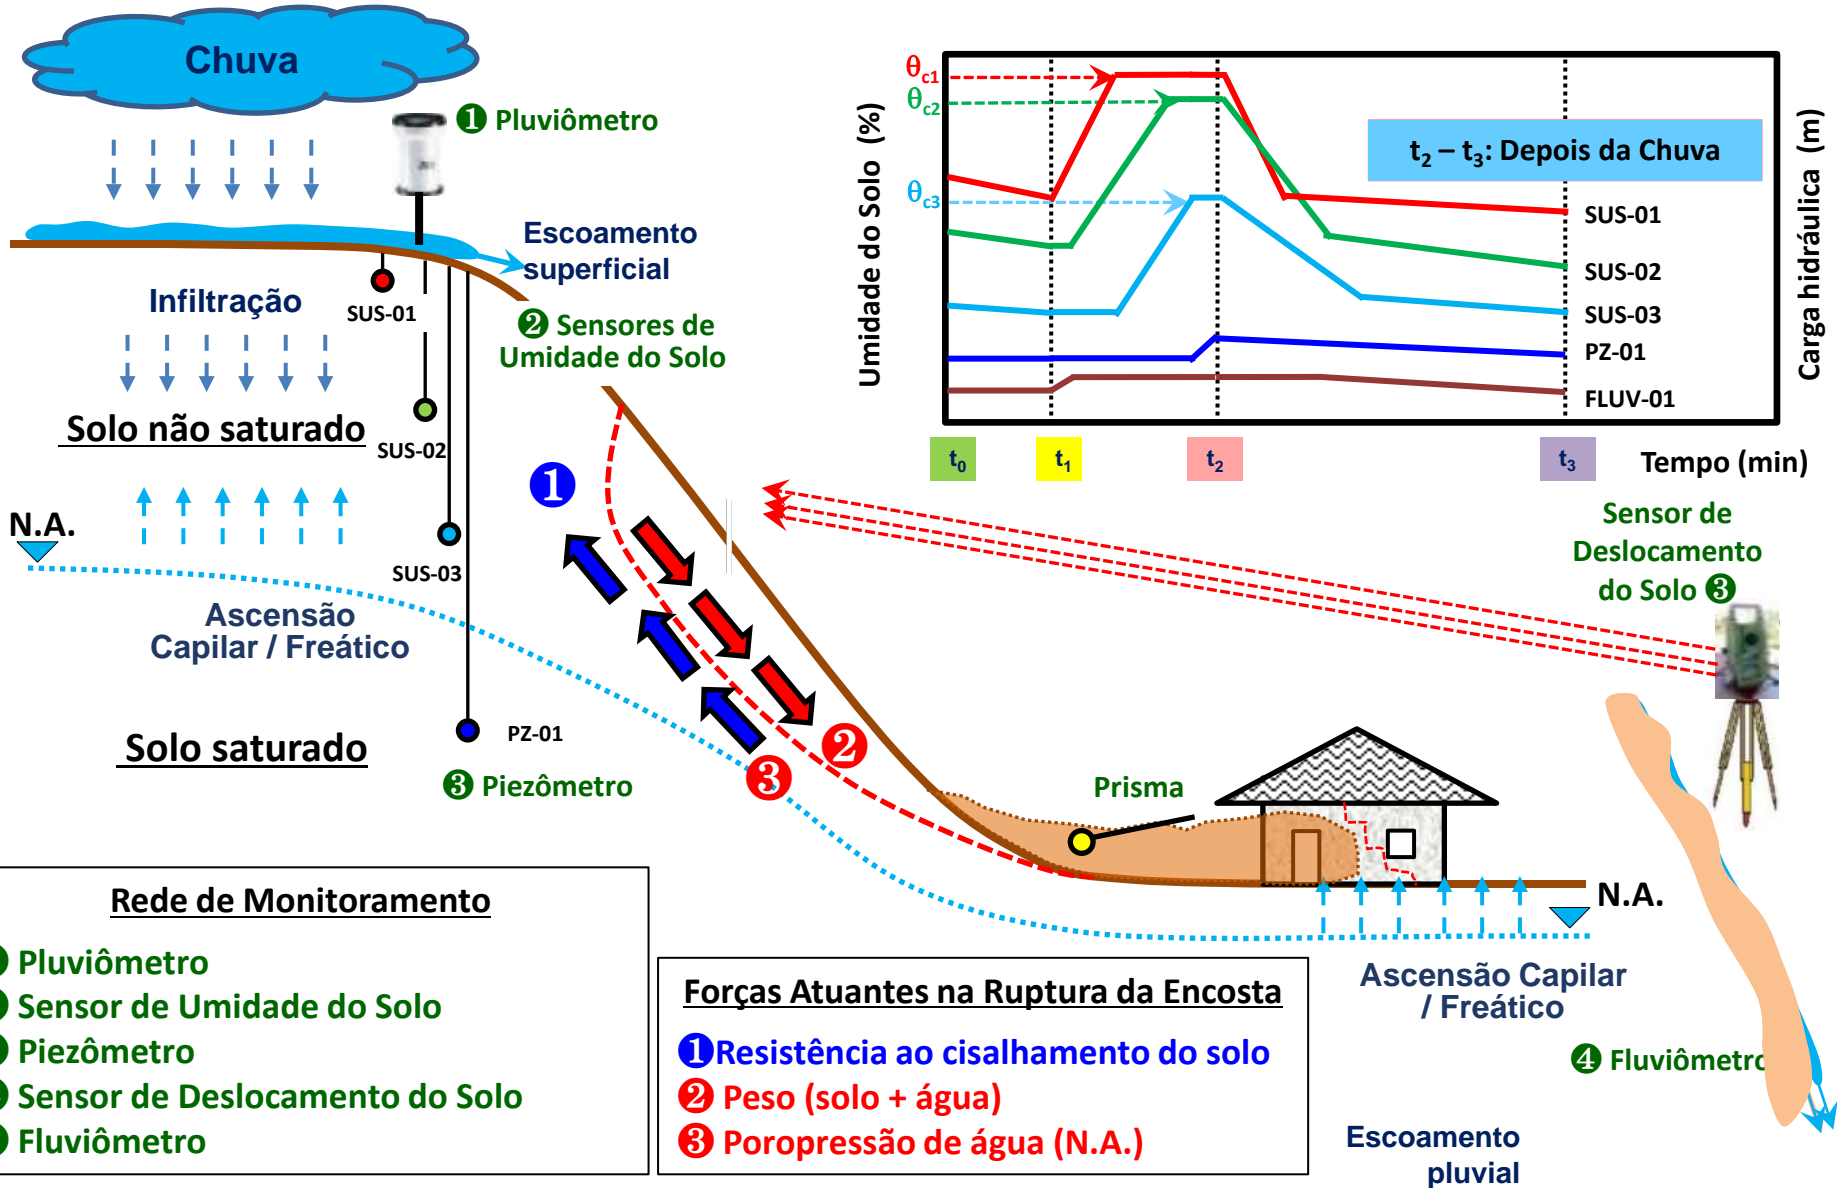 Chuva
❶ Pluviômetro
Escoamento
superficial
Infiltração
SUS-01
❷ Sensores de
Umidade do Solo
Solo não saturado
SUS-02
N.A.
SUS-03
Ascensão
Capilar / Freático
Solo saturado
PZ-01
❸ Piezômetro
❶
❷
❸
Umidade do Solo (%)
θc1
θc2
θc3
t2 – t3: Depois da Chuva
SUS-01
SUS-02
SUS-03
PZ-01
FLUV-01
Carga hidráulica (m)
t0
t1
t2
t3
Tempo (min)
Sensor de
Deslocamento
do Solo ❸
Prisma
N.A.
Ascensão Capilar
/ Freático
❹ Fluviômetro
Escoamento
pluvial
Rede de Monitoramento
Pluviômetro
Sensor de Umidade do Solo
Piezômetro
Sensor de Deslocamento do Solo
Fluviômetro
Forças Atuantes na Ruptura da Encosta
❶Resistência ao cisalhamento do solo
❷ Peso (solo + água)
❸ Poropressão de água (N.A.)